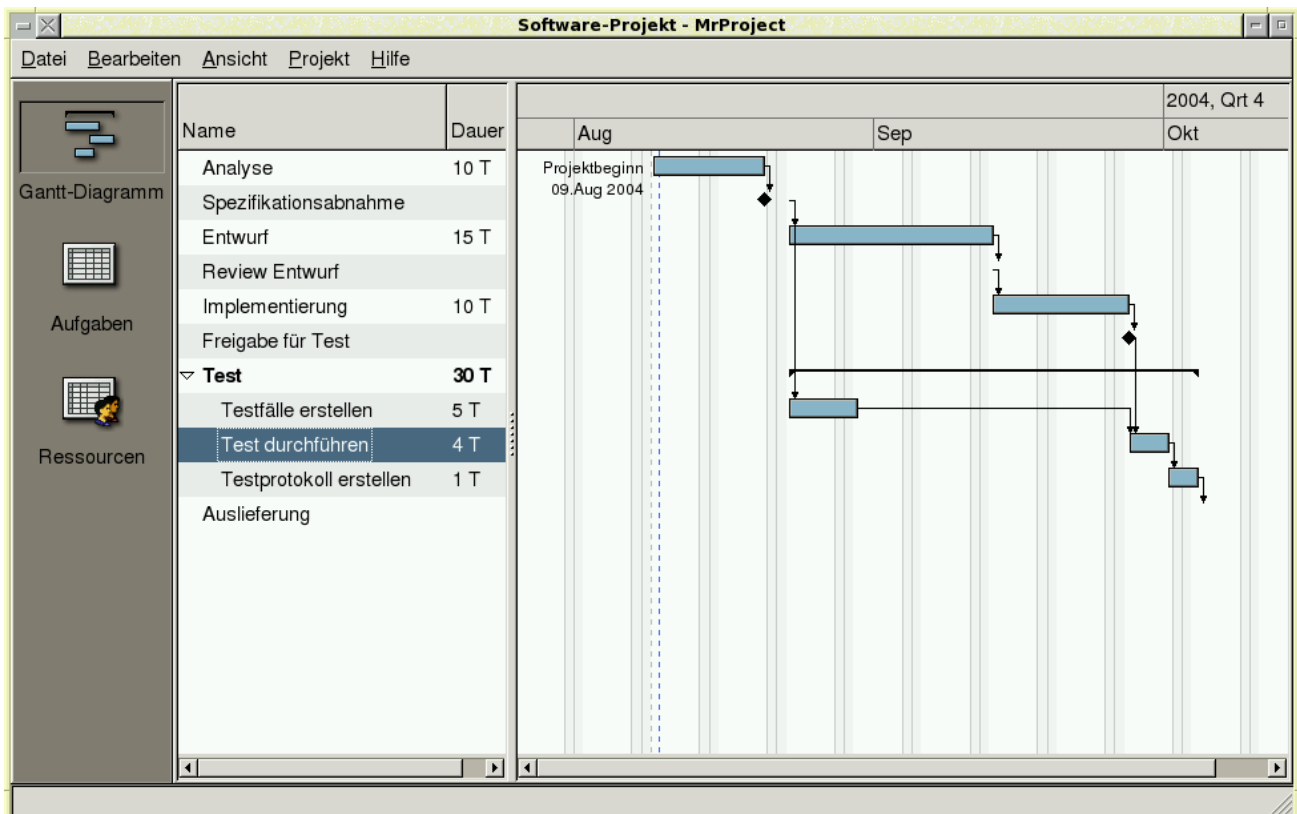 Software-Projekt - MrProject
Datei Bearbeiten Ansicht Projekt Hilfe
Gantt-Diagramm
Aufgaben
Ressourcen
Name Dauer
Analyse 10 T
Spezifikationsabnahme
Entwurf 15 T
Review Entwurf
Implementierung 10 T
Freigabe für Test
Test 30 T
Testfälle erstellen 5 T
Test durchführen 4 T
Testprotokoll erstellen 1 T
Auslieferung
2004, Qrt 4
Aug Sep Okt
Projektbeginn
09.Aug 2004